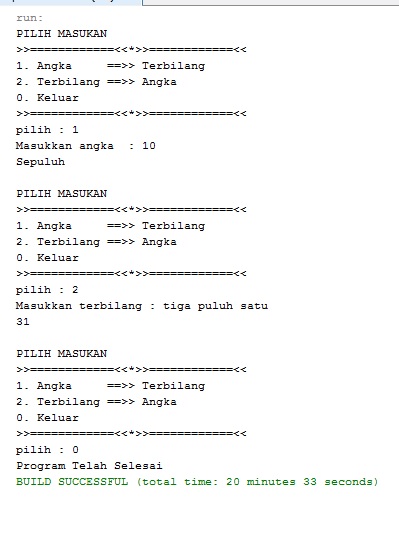 run:
PILIH MASUKAN
>>============<<*>>============<<
1. Angka     ==>> Terbilang
2. Terbilang ==>> Angka
0. Keluar
>>============<<*>>============<<
pilih : 1
Masukkan angka  : 10
Sepuluh
PILIH MASUKAN
>>============<<*>>============<<
1. Angka     ==>> Terbilang
2. Terbilang ==>> Angka
0. Keluar
>>============<<*>>============<<
pilih : 2
Masukkan terbilang : tiga puluh satu
31
PILIH MASUKAN
>>============<<*>>============<<
1. Angka     ==>> Terbilang
2. Terbilang ==>> Angka
0. Keluar
>>============<<*>>============<<
pilih : 0
Program Telah Selesai
BUILD SUCCESSFUL (total time: 20 minutes 33 seconds)